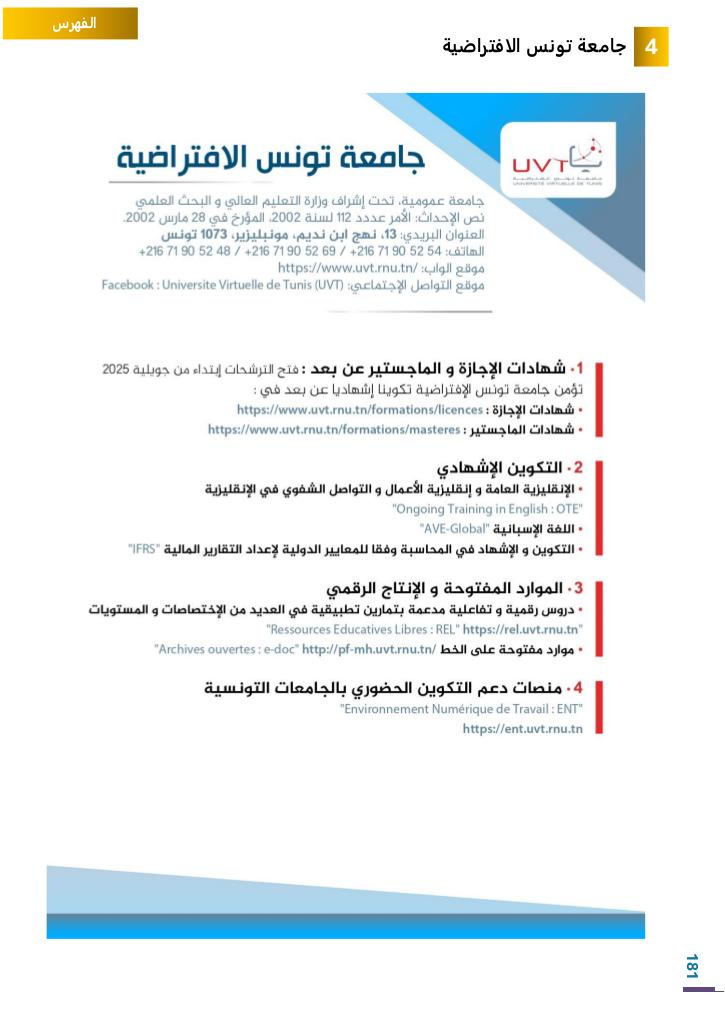 الفهرس
4 جامعة تونس الافتراضية
UVT
جامعة تونس الافتراضية
UNIVERSITÉ VIRTUELLE DE TUNIS
جامعة تونس الافتراضية
جامعة عمومية، تحت إشراف وزارة التعليم العالي و البحث العلمي
نص الإحداث: الأمر عدد 112 لسنة 2002، المؤرخ في 28 مارس 2002.
العنوان البريدي: 13، نهج ابن نديم، مونبليزير، 1073 تونس
الهاتف: 54 52 90 71 216+ / 69 52 90 71 216+ / 48 52 90 71 216+
موقع الواب: https://www.uvt.rnu.tn/
موقع التواصل الإجتماعي: Facebook : Universite Virtuelle de Tunis (UVT)
1· شهادات الإجازة و الماجستير عن بعد : فتح الترشحات إبتداء من جويلية 2025
تؤمن جامعة تونس الإفتراضية تكوينا إشهاديا عن بعد في :
• شهادات الإجازة : https://www.uvt.rnu.tn/formations/licences
• شهادات الماجستير : https://www.uvt.rnu.tn/formations/masteres
2· التكوين الإشهادي
• الإنقليزية العامة و إنقليزية الأعمال و التواصل الشفوي في الإنقليزية
"Ongoing Training in English : OTE"
• اللغة الإسبانية "AVE-Global"
• التكوين و الإشهاد في المحاسبة وفقا للمعايير الدولية لإعداد التقارير المالية "IFRS"
3· الموارد المفتوحة و الإنتاج الرقمي
• دروس رقمية و تفاعلية مدعمة بتمارين تطبيقية في العديد من الإختصاصات و المستويات
"Ressources Educatives Libres : REL" https://rel.uvt.rnu.tn"
• موارد مفتوحة على الخط "Archives ouvertes : e-doc" http://pf-mh.uvt.rnu.tn/
4· منصات دعم التكوين الحضوري بالجامعات التونسية
"Environnement Numérique de Travail : ENT"
https://ent.uvt.rnu.tn
181